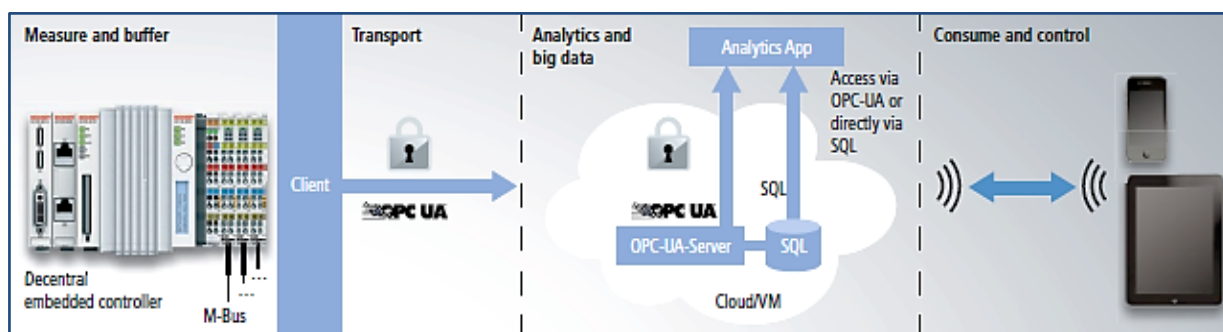 Measure and buffer
Decentral
embedded controller
M-Bus
Client
Transport
OPC UA
Analytics and
big data
Analytics App
Access via
OPC-UA or
directly via
SQL
SQL
OPC UA
OPC-UA-Server
SQL
Cloud/VM
Consume and control